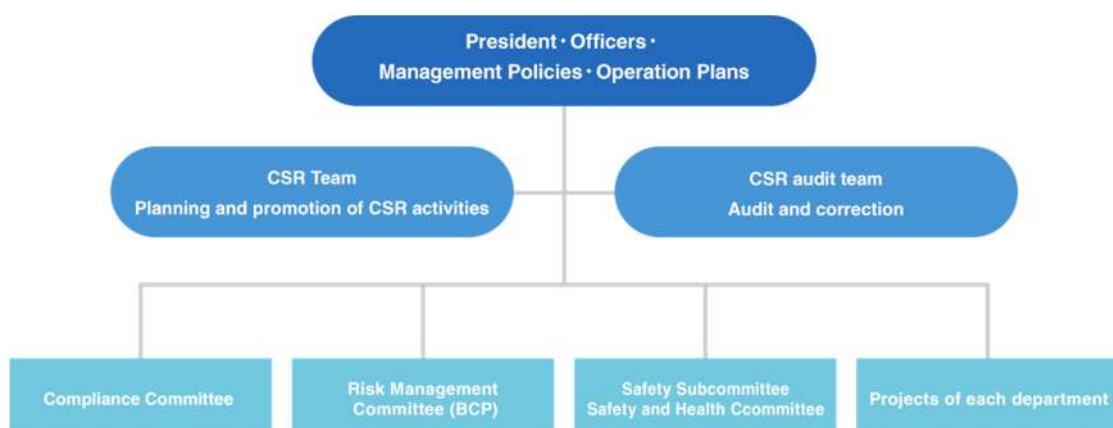 President・Officers・
Management Policies・Operation Plans
CSR Team
Planning and promotion of CSR activities
CSR audit team
Audit and correction
Compliance Committee
Risk Management
Committee (BCP)
Safety Subcommittee
Safety and Health Ccommittee
Projects of each department